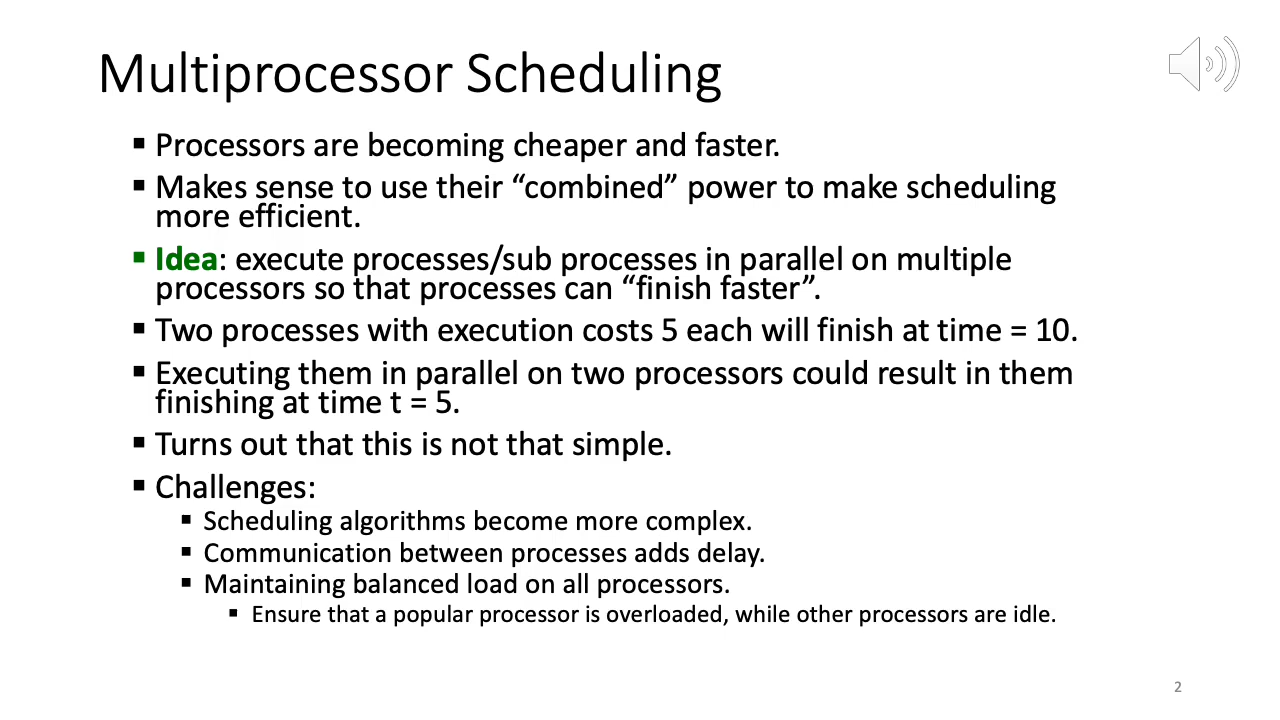 Multiprocessor Scheduling
▪ Processors are becoming cheaper and faster.
▪ Makes sense to use their “combined” power to make scheduling
more efficient.
▪ Idea: execute processes/sub processes in parallel on multiple
processors so that processes can “finish faster”.
▪ Two processes with execution costs 5 each will finish at time = 10.
▪ Executing them in parallel on two processors could result in them
finishing at time t = 5.
▪ Turns out that this is not that simple.
▪ Challenges:
▪ Scheduling algorithms become more complex.
▪ Communication between processes adds delay.
▪ Maintaining balanced load on all processors.
▪ Ensure that a popular processor is overloaded, while other processors are idle.
2